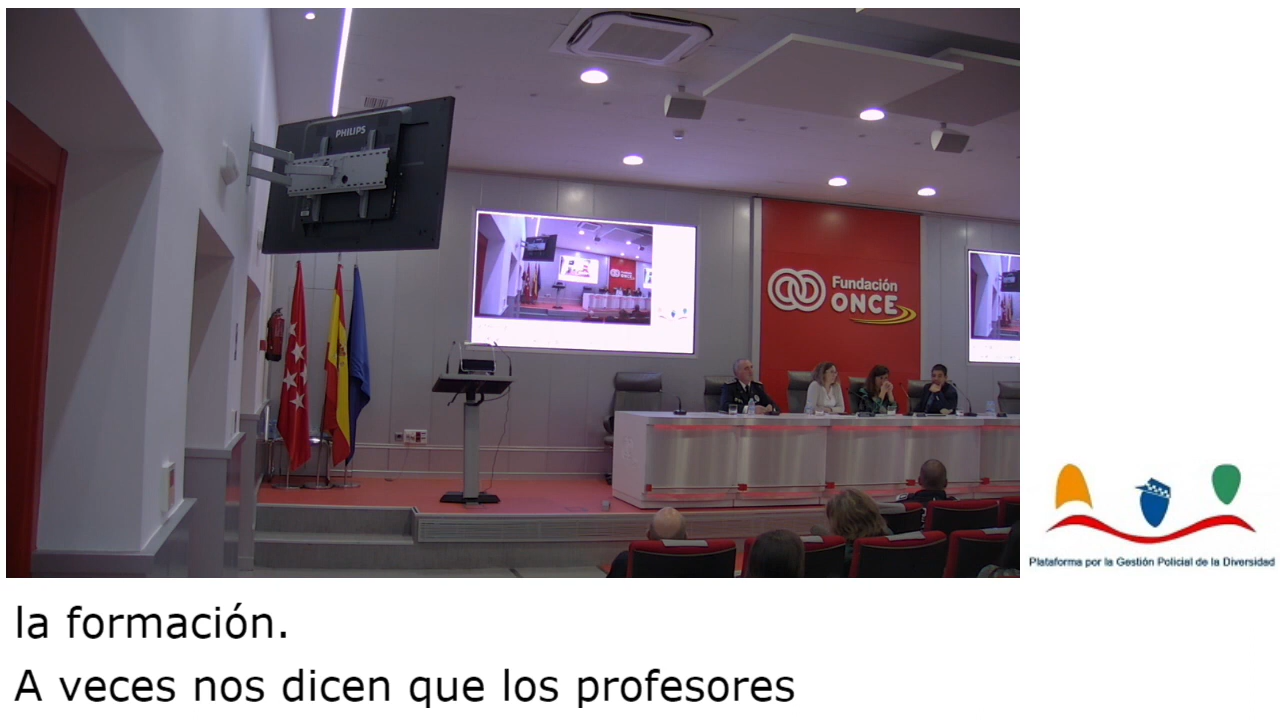 PHILIPS
Fundación
ONCE
Plataforma por la Gestión Policial de la Diversidad
la formación.
A veces nos dicen que los profesores